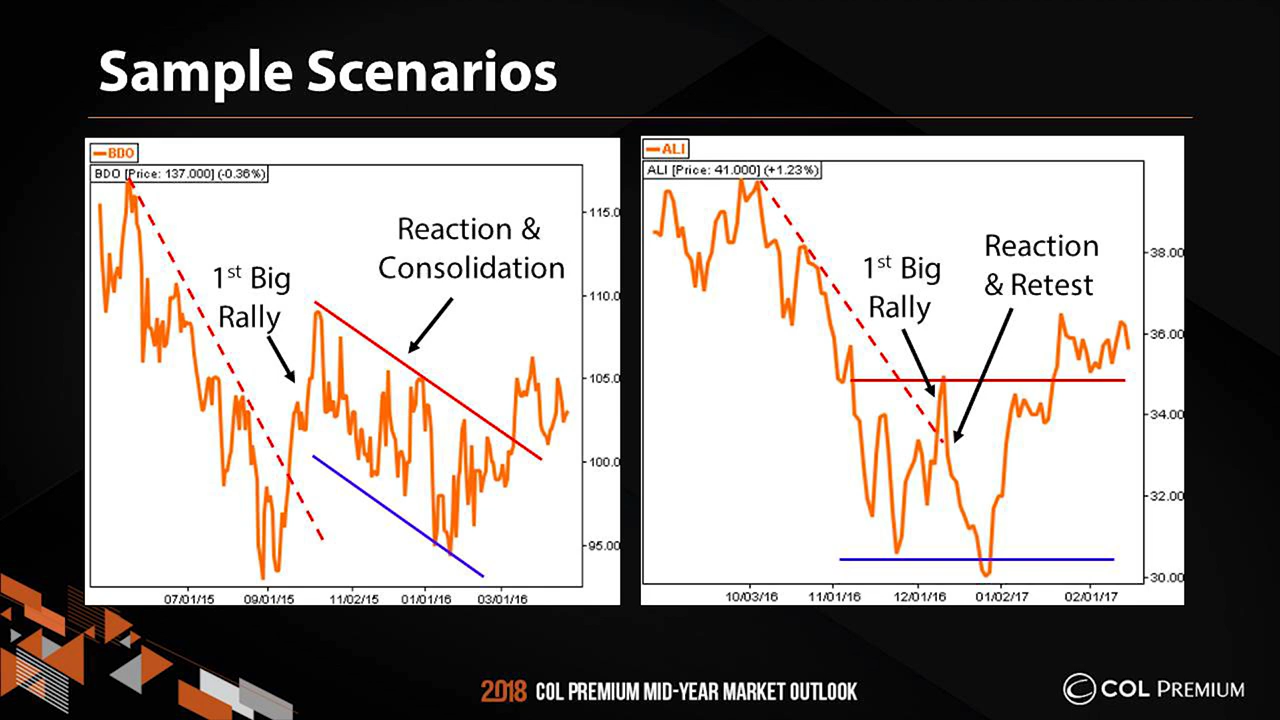 Sample Scenarios
BDO
BDO [Price: 137.000] (-0.36%)
Reaction &
Consolidation
1st Big
Rally
115.0
110.0
105.0
100.0
95.00
07/01/15 09/01/15 11/02/15 01/01/16 03/01/16
ALI
ALI [Price: 41.000] (+1.23%)
1st Big
Rally
Reaction
& Retest
38.00
36.00
34.00
32.00
30.00
10/03/16 11/01/16 12/01/16 01/02/17 02/01/17
2018 COL PREMIUM MID-YEAR MARKET OUTLOOK
COL PREMIUM